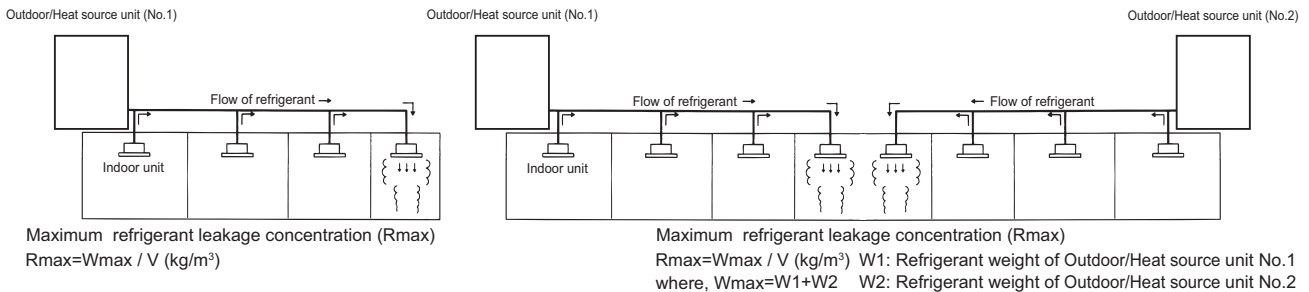 Outdoor/Heat source unit (No.1)
Flow of refrigerant →
Indoor unit
Maximum refrigerant leakage concentration (Rmax)
Rmax=Wmax / V (kg/m³)
Outdoor/Heat source unit (No.1)
Outdoor/Heat source unit (No.2)
Flow of refrigerant →
← Flow of refrigerant
Indoor unit
Maximum refrigerant leakage concentration (Rmax)
Rmax=Wmax / V (kg/m³) W1: Refrigerant weight of Outdoor/Heat source unit No.1
where, Wmax=W1+W2 W2: Refrigerant weight of Outdoor/Heat source unit No.2